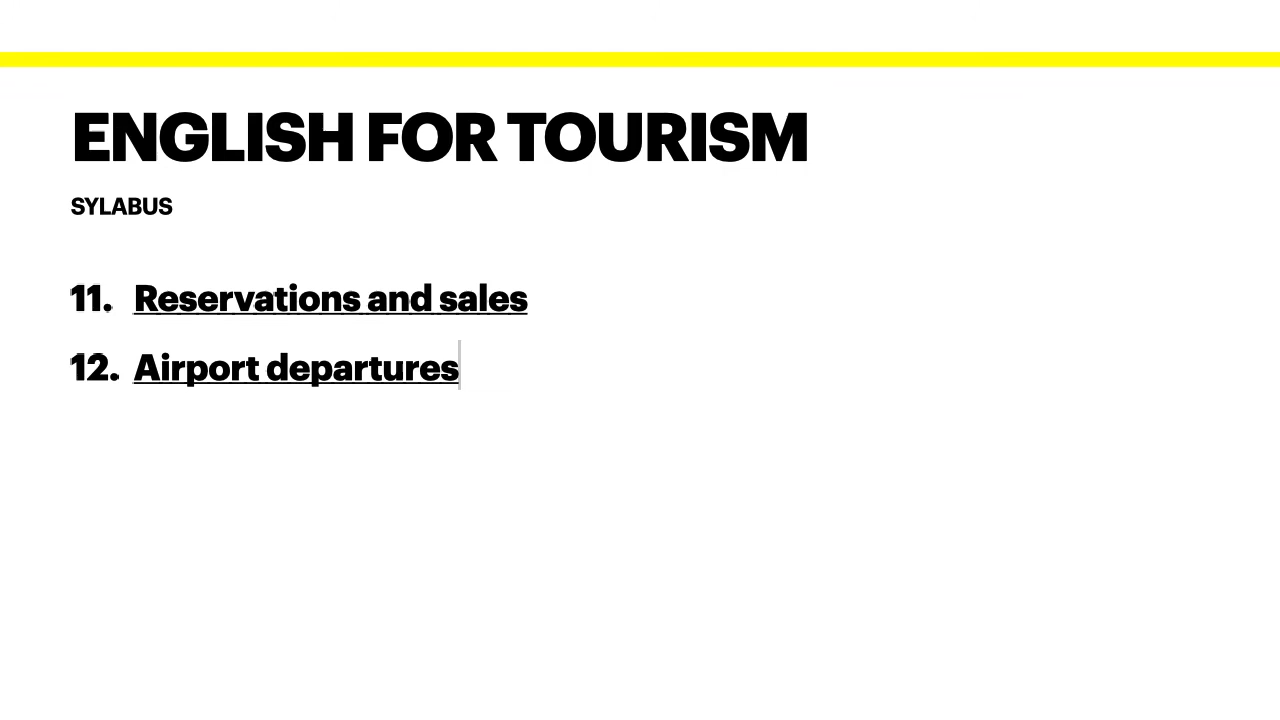 ENGLISH FOR TOURISM
SYLABUS
11. Reservations and sales
12. Airport departures